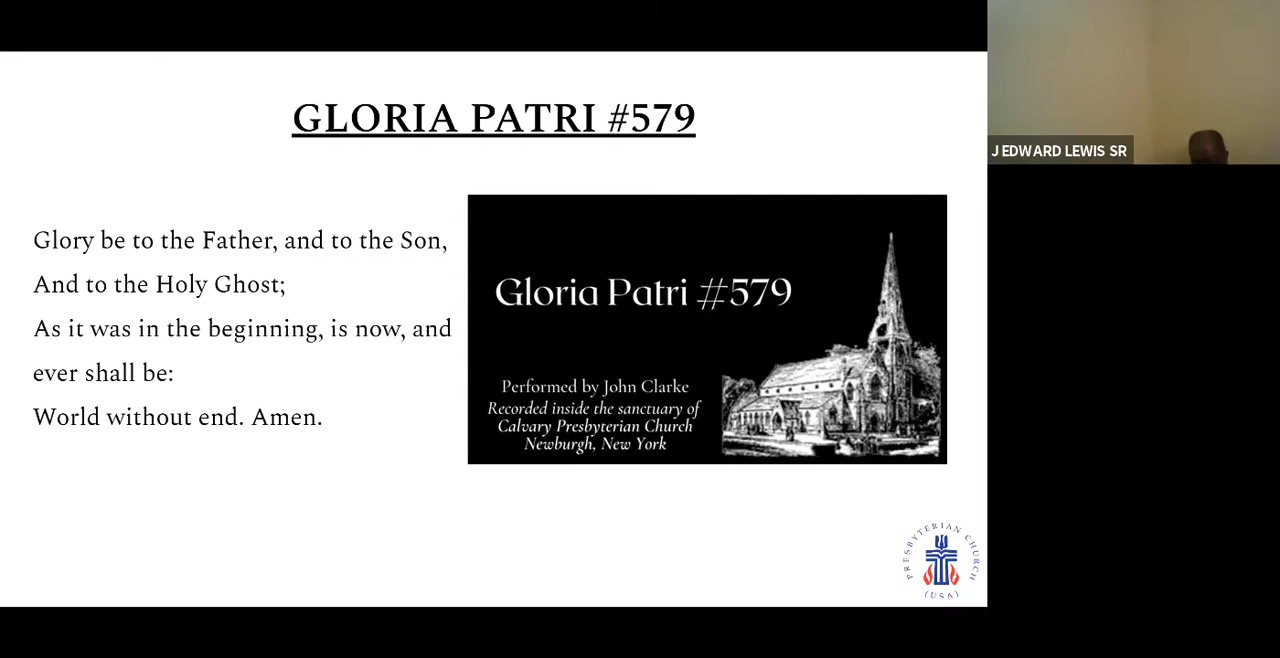 GLORIA PATRI #579
Glory be to the Father, and to the Son,
And to the Holy Ghost;
As it was in the beginning, is now, and
ever shall be:
World without end. Amen.
Gloria Patri #579
Performed by John Clarke
Recorded inside the sanctuary of
Calvary Presbyterian Church
Newburgh, New York
PRESBYTERIAN CHURCH
(USA)
J EDWARD LEWIS SR